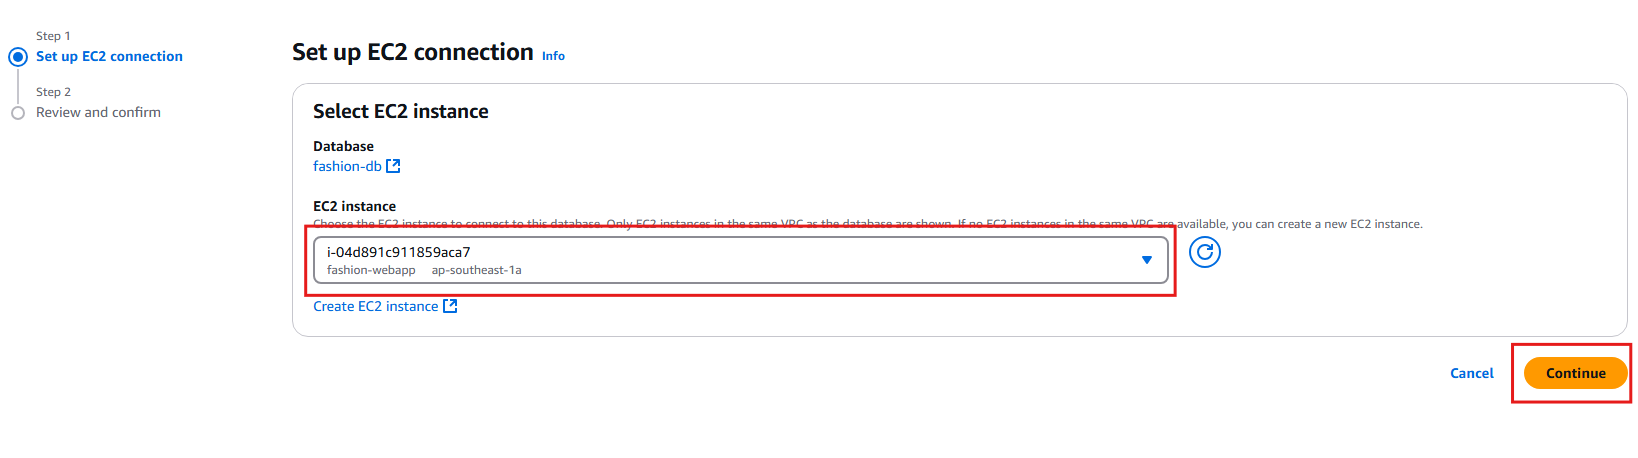 Step 1
Set up EC2 connection
Step 2
Review and confirm
Set up EC2 connection Info
Select EC2 instance
Database
fashion-db
EC2 instance
Choose the EC2 instance to connect to this database. Only EC2 instances in the same VPC as the database are shown. If no EC2 instances in the same VPC are available, you can create a new EC2 instance.
i-04d891c911859aca7
fashion-webapp ap-southeast-1a
Create EC2 instance
Cancel Continue